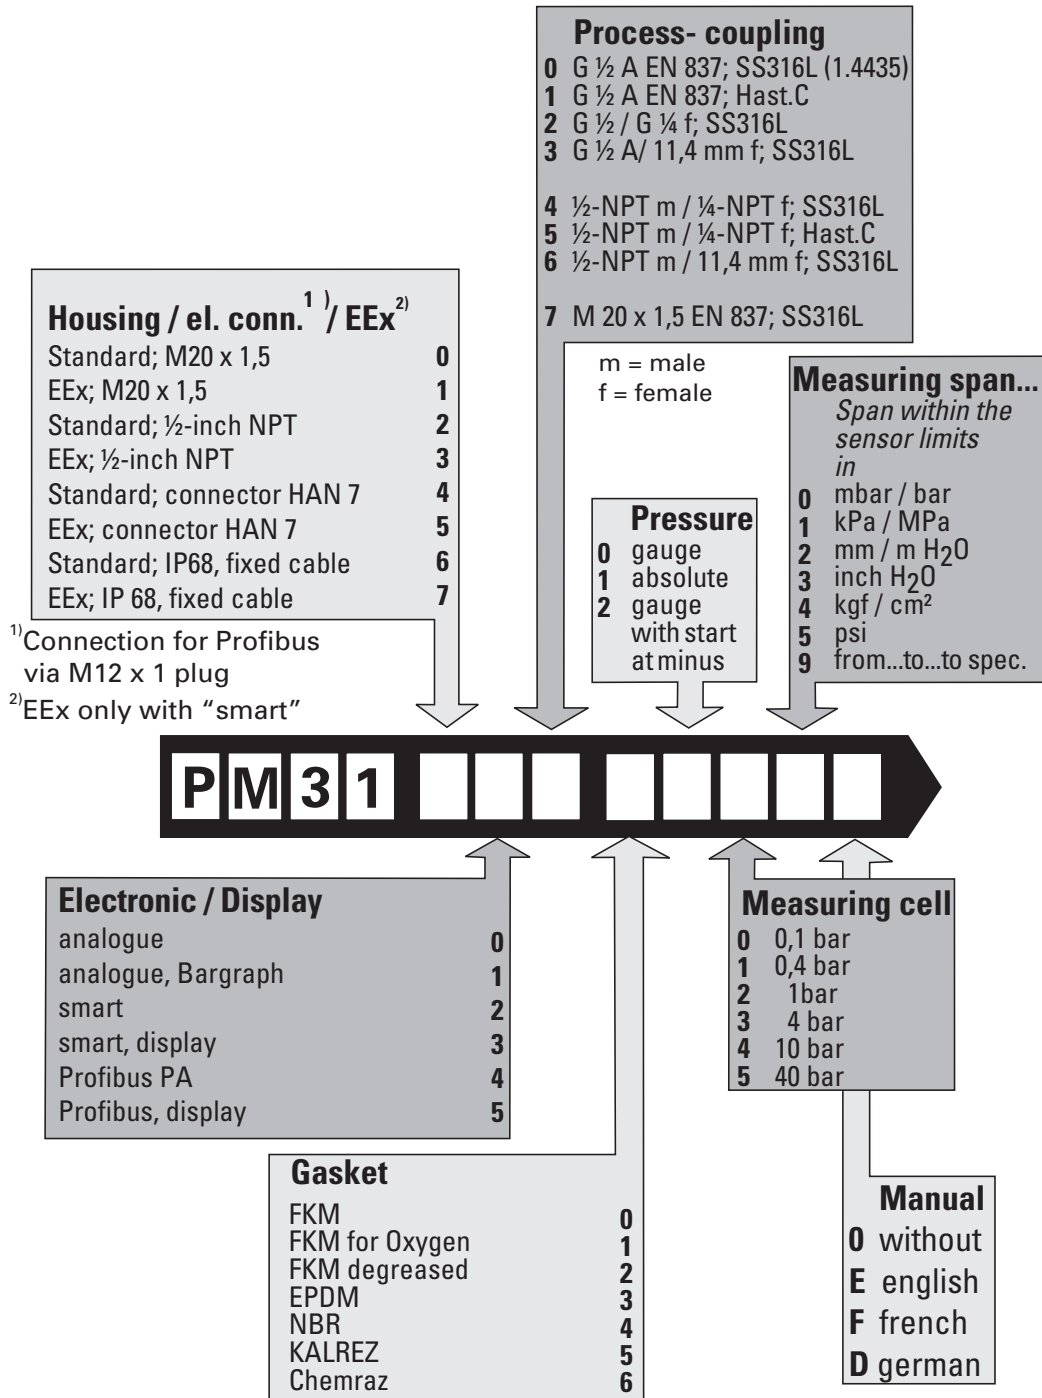 Process- coupling
0 G ½ A EN 837; SS316L (1.4435)
1 G ½ A EN 837; Hast.C
2 G ½ / G ¼ f; SS316L
3 G ½ A/ 11,4 mm f; SS316L
4 ½-NPT m / ¼-NPT f; SS316L
5 ½-NPT m / ¼-NPT f; Hast.C
6 ½-NPT m / 11,4 mm f; SS316L
7 M 20 x 1,5 EN 837; SS316L
m = male
f = female
Housing / el. conn.¹⁾/ EEx²⁾
Standard; M20 x 1,5 0
EEx; M20 x 1,5 1
Standard; ½-inch NPT 2
EEx; ½-inch NPT 3
Standard; connector HAN 7 4
EEx; connector HAN 7 5
Standard; IP68, fixed cable 6
EEx; IP 68, fixed cable 7
¹⁾Connection for Profibus
via M12 x 1 plug
²⁾EEx only with “smart”
Pressure
0 gauge
1 absolute
2 gauge
with start
at minus
Measuring span...
Span within the
sensor limits
in
0 mbar / bar
1 kPa / MPa
2 mm / m H₂O
3 inch H₂O
4 kgf / cm²
5 psi
9 from...to...to spec.
PM31
Electronic / Display
analogue 0
analogue, Bargraph 1
smart 2
smart, display 3
Profibus PA 4
Profibus, display 5
Measuring cell
0 0,1 bar
1 0,4 bar
2 1bar
3 4 bar
4 10 bar
5 40 bar
Gasket
FKM 0
FKM for Oxygen 1
FKM degreased 2
EPDM 3
NBR 4
KALREZ 5
Chemraz 6
Manual
0 without
E english
F french
D german